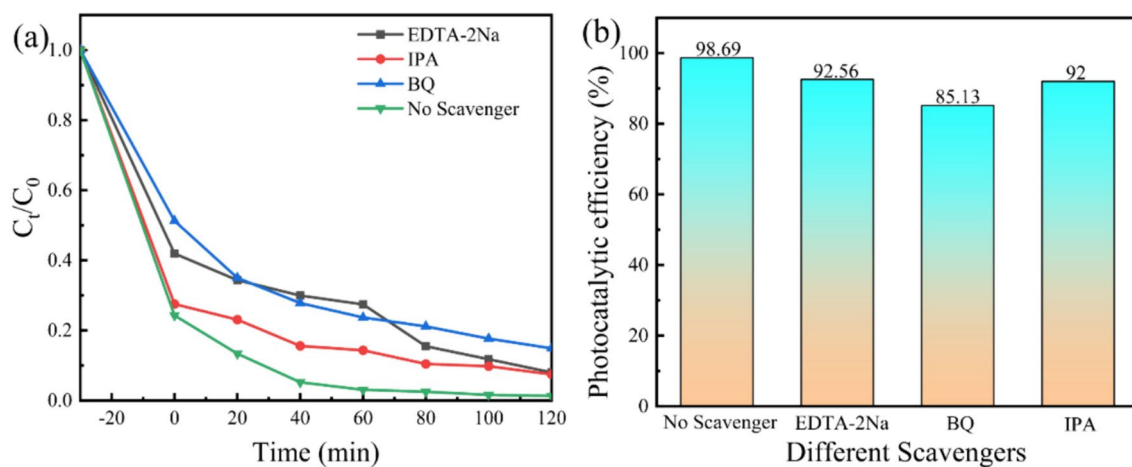 (a)
EDTA-2Na
IPA
BQ
No Scavenger
1.0
0.8
0.6
0.4
0.2
0.0
Cₜ/C₀
-20 0 20 40 60 80 100 120
Time (min)
(b)
100
80
60
40
20
0
Photocatalytic efficiency (%)
98.69
92.56
85.13
92
No Scavenger EDTA-2Na BQ IPA
Different Scavengers